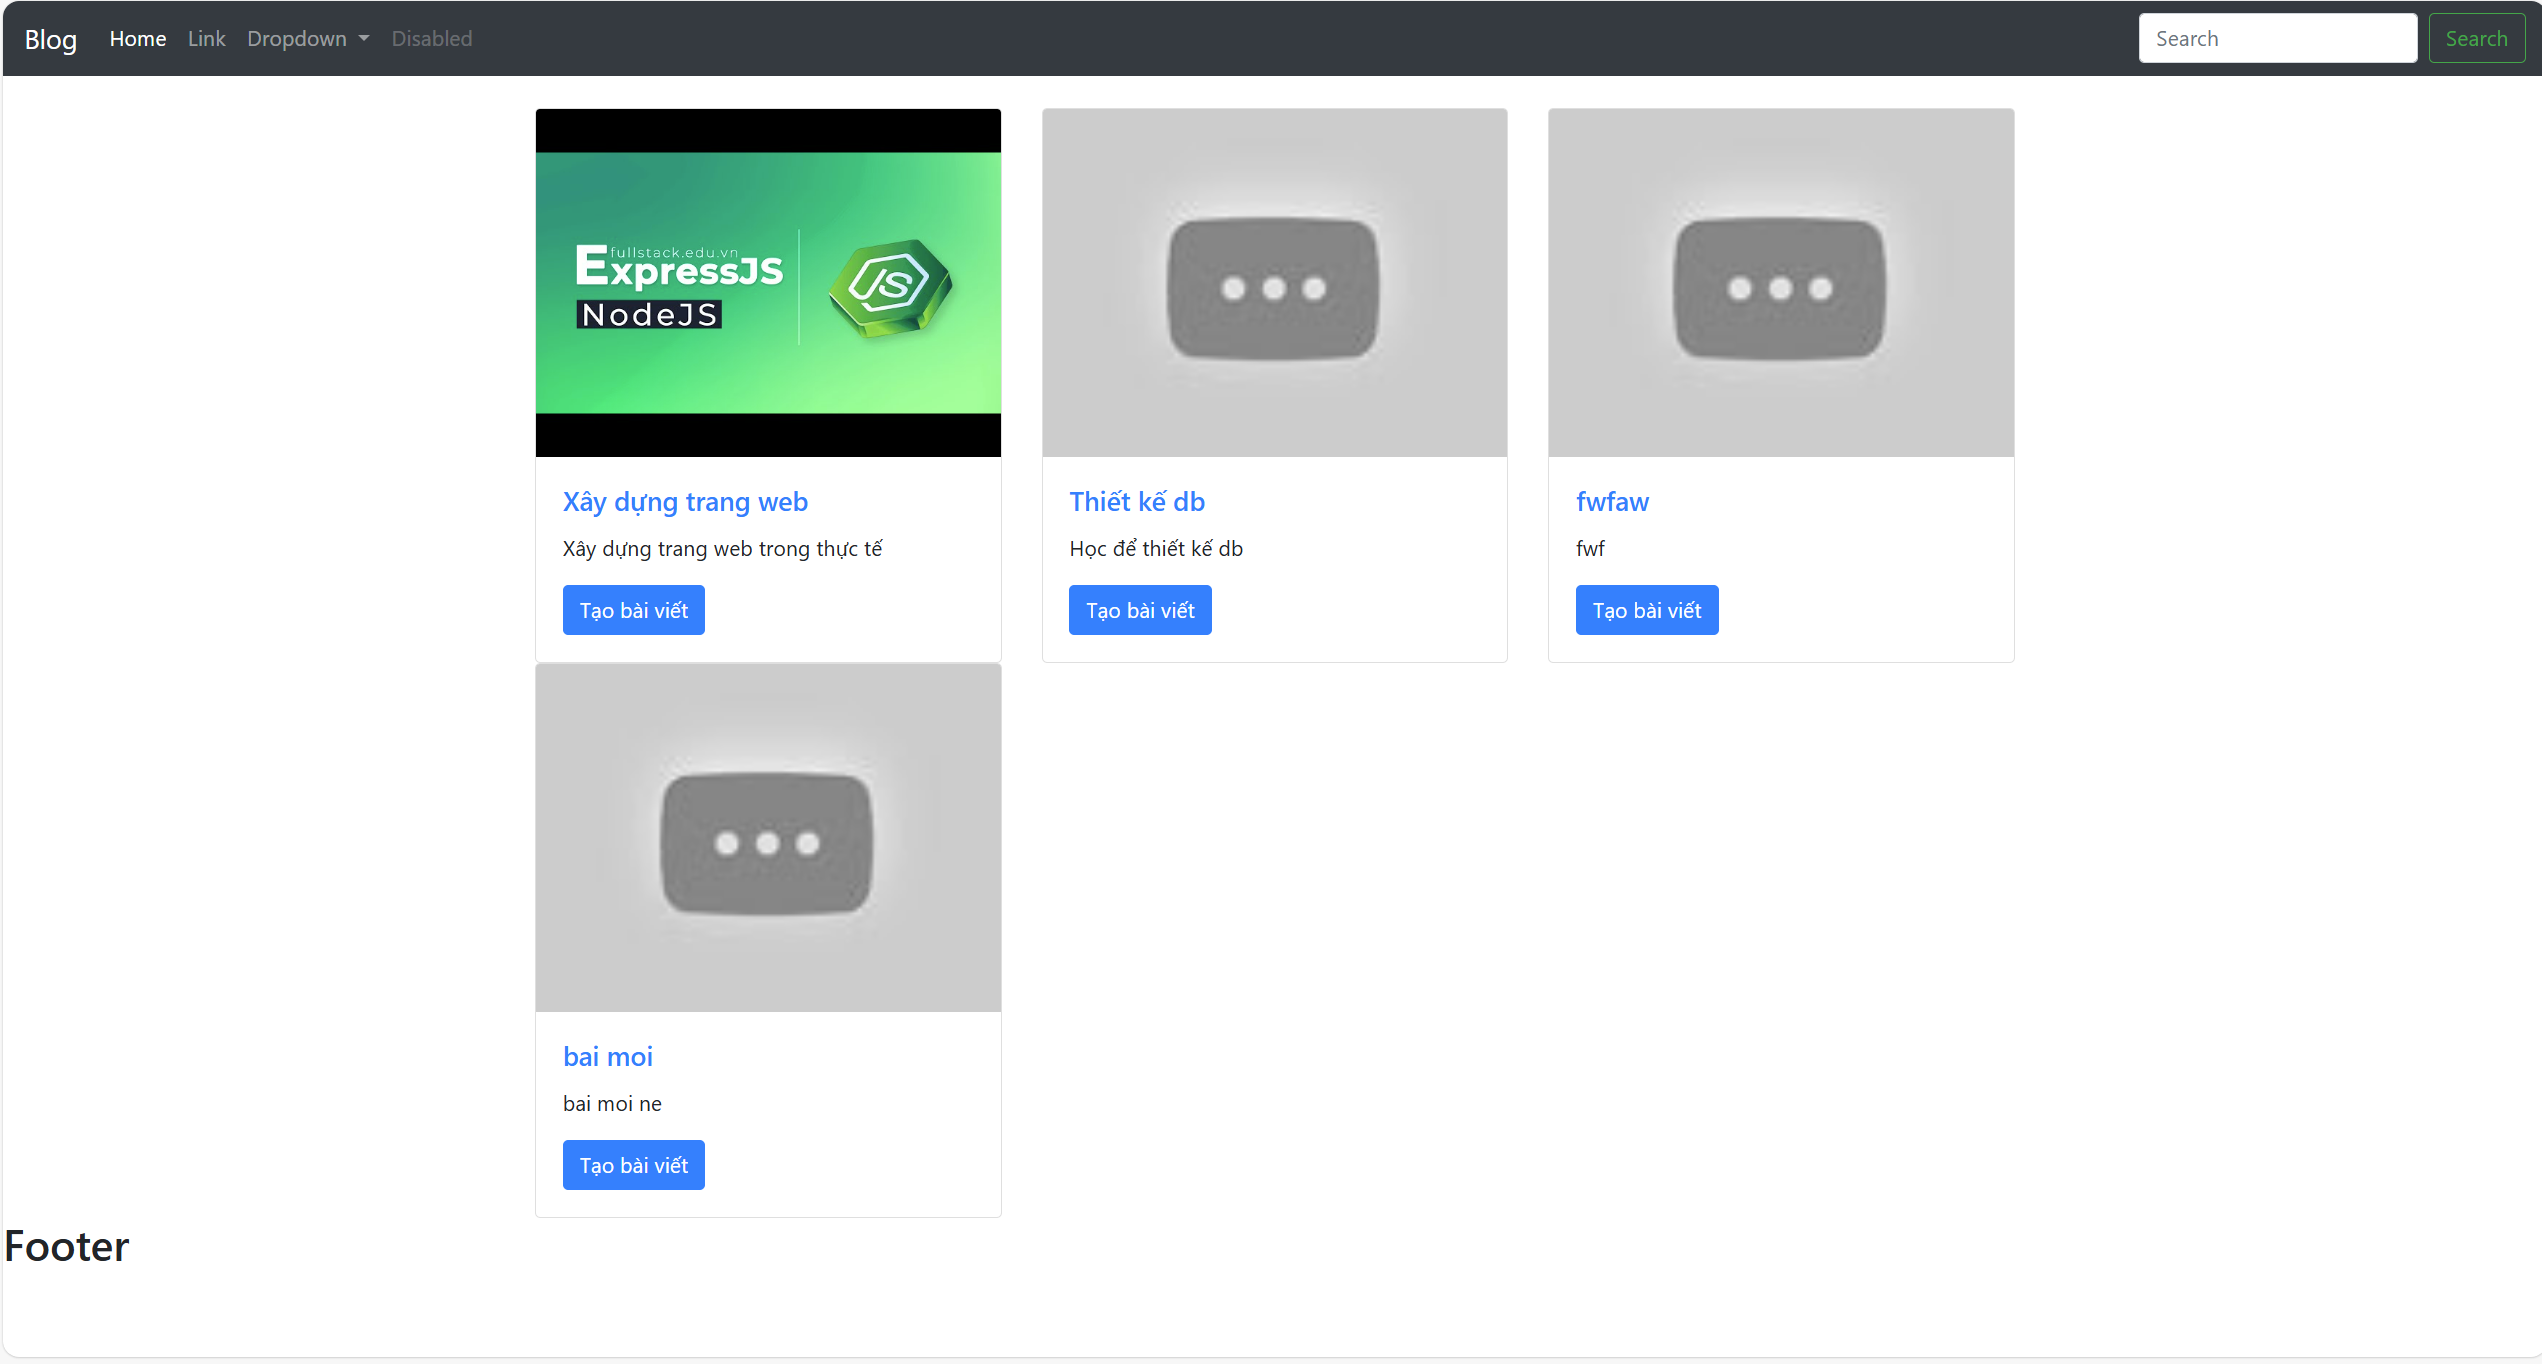 Blog Home Link Dropdown Disabled Search Search
fullstack.edu.vn
ExpressJS
NodeJS
JS
Xây dựng trang web
Xây dựng trang web trong thực tế
Tạo bài viết
Thiết kế db
Học để thiết kế db
Tạo bài viết
fwfaw
fwf
Tạo bài viết
bai moi
bai moi ne
Tạo bài viết
Footer